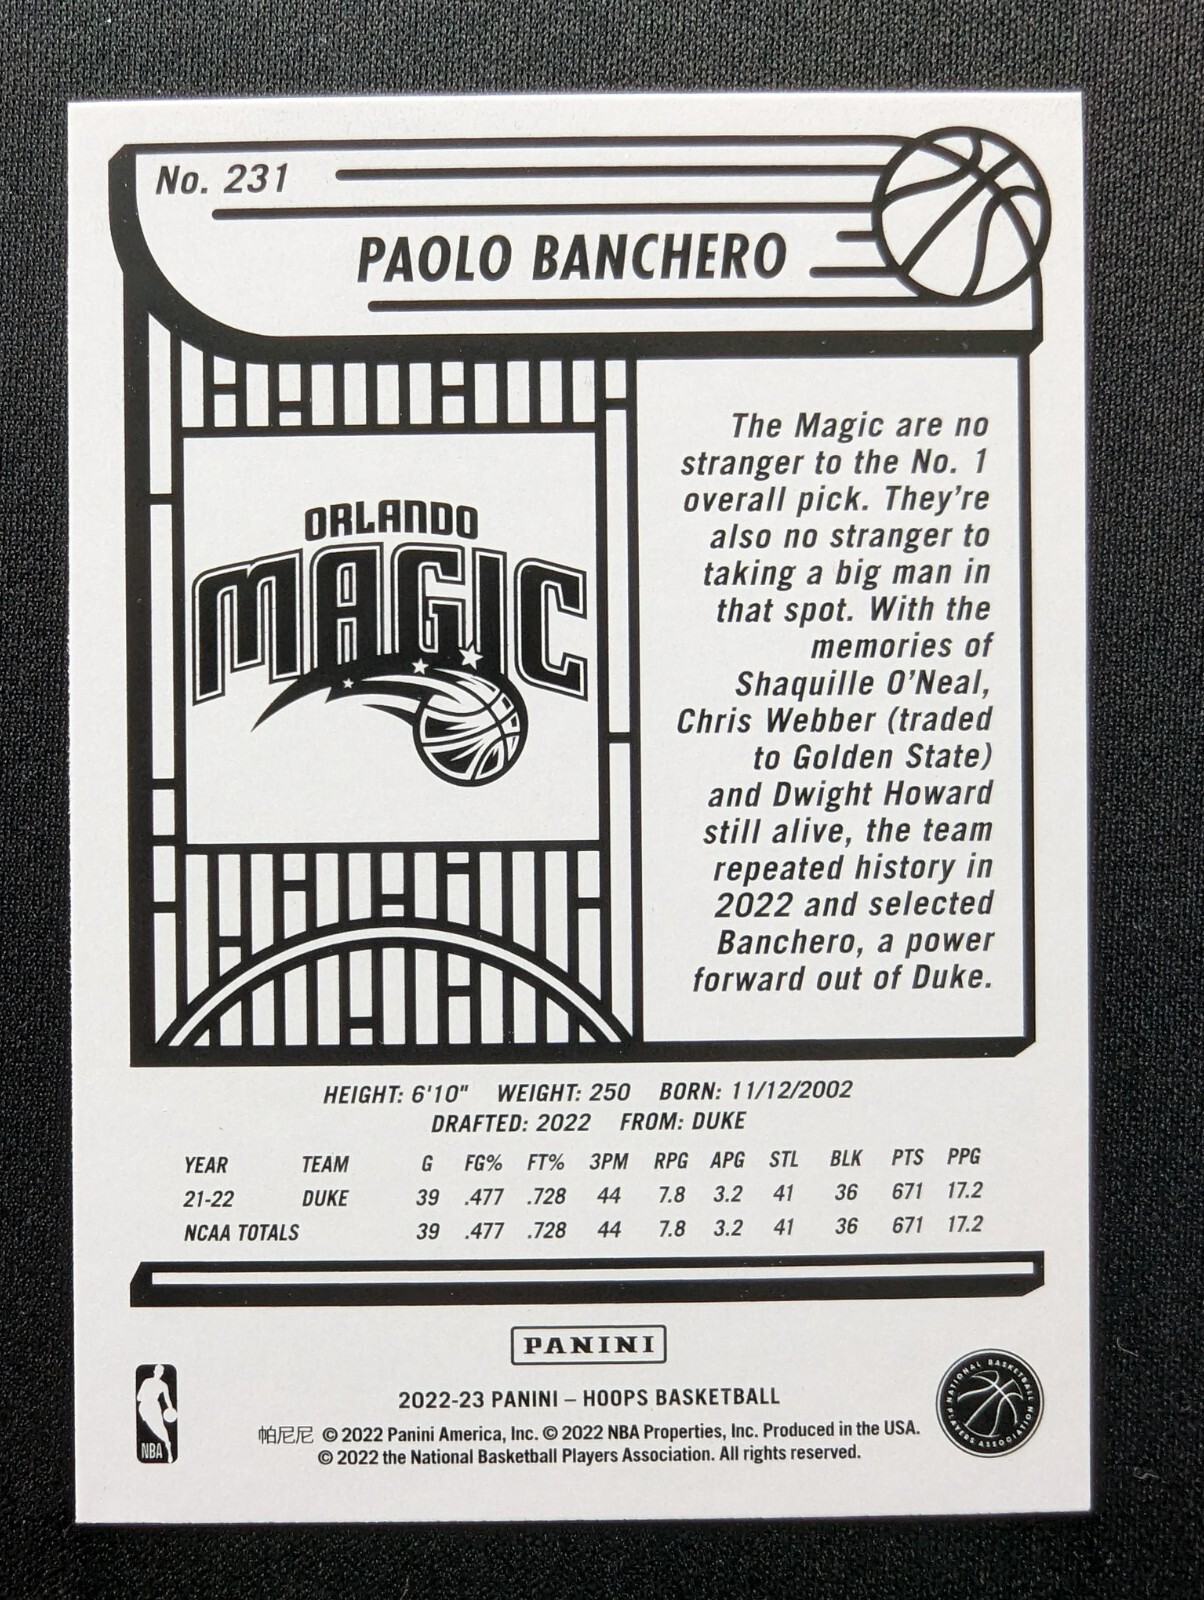 No. 231
PAOLO BANCHERO
ORLANDO
MAGIC
The Magic are no
stranger to the No. 1
overall pick. They're
also no stranger to
taking a big man in
that spot. With the
memories of
Shaquille O'Neal,
Chris Webber (traded
to Golden State)
and Dwight Howard
still alive, the team
repeated history in
2022 and selected
Banchero, a power
forward out of Duke.
HEIGHT: 6'10" WEIGHT: 250 BORN: 11/12/2002
DRAFTED: 2022 FROM: DUKE
YEAR TEAM G FG% FT% 3PM RPG APG STL BLK PTS PPG
21-22 DUKE 39 .477 .728 44 7.8 3.2 41 36 671 17.2
NCAA TOTALS 39 .477 .728 44 7.8 3.2 41 36 671 17.2
PANINI
2022-23 PANINI – HOOPS BASKETBALL
帕尼尼 © 2022 Panini America, Inc. © 2022 NBA Properties, Inc. Produced in the USA.
© 2022 the National Basketball Players Association. All rights reserved.
NBA
NATIONAL BASKETBALL
PLAYERS ASSOCIATION